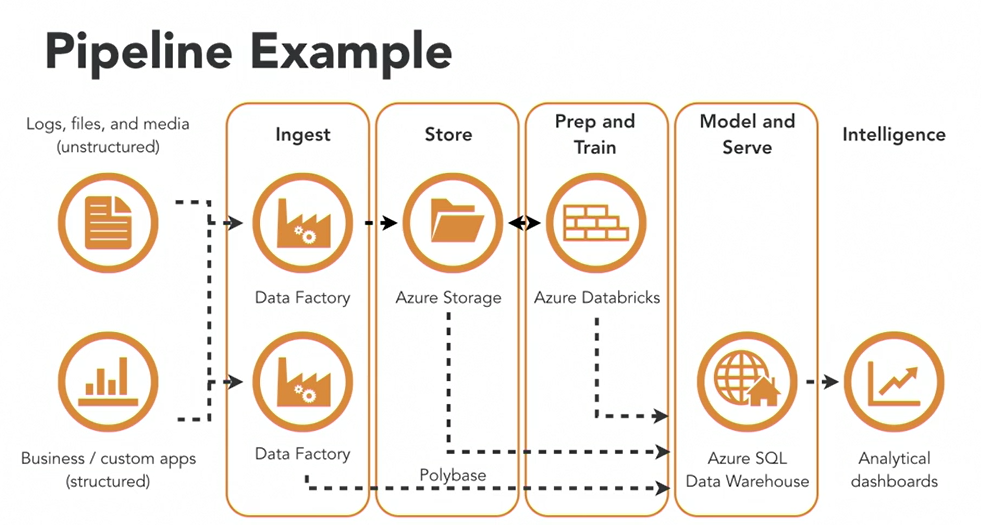 Pipeline Example
Logs, files, and media
(unstructured)
Ingest
Store
Prep and
Train
Model and
Serve
Intelligence
Data Factory
Azure Storage
Azure Databricks
Business / custom apps
(structured)
Data Factory
Polybase
Azure SQL
Data Warehouse
Analytical
dashboards